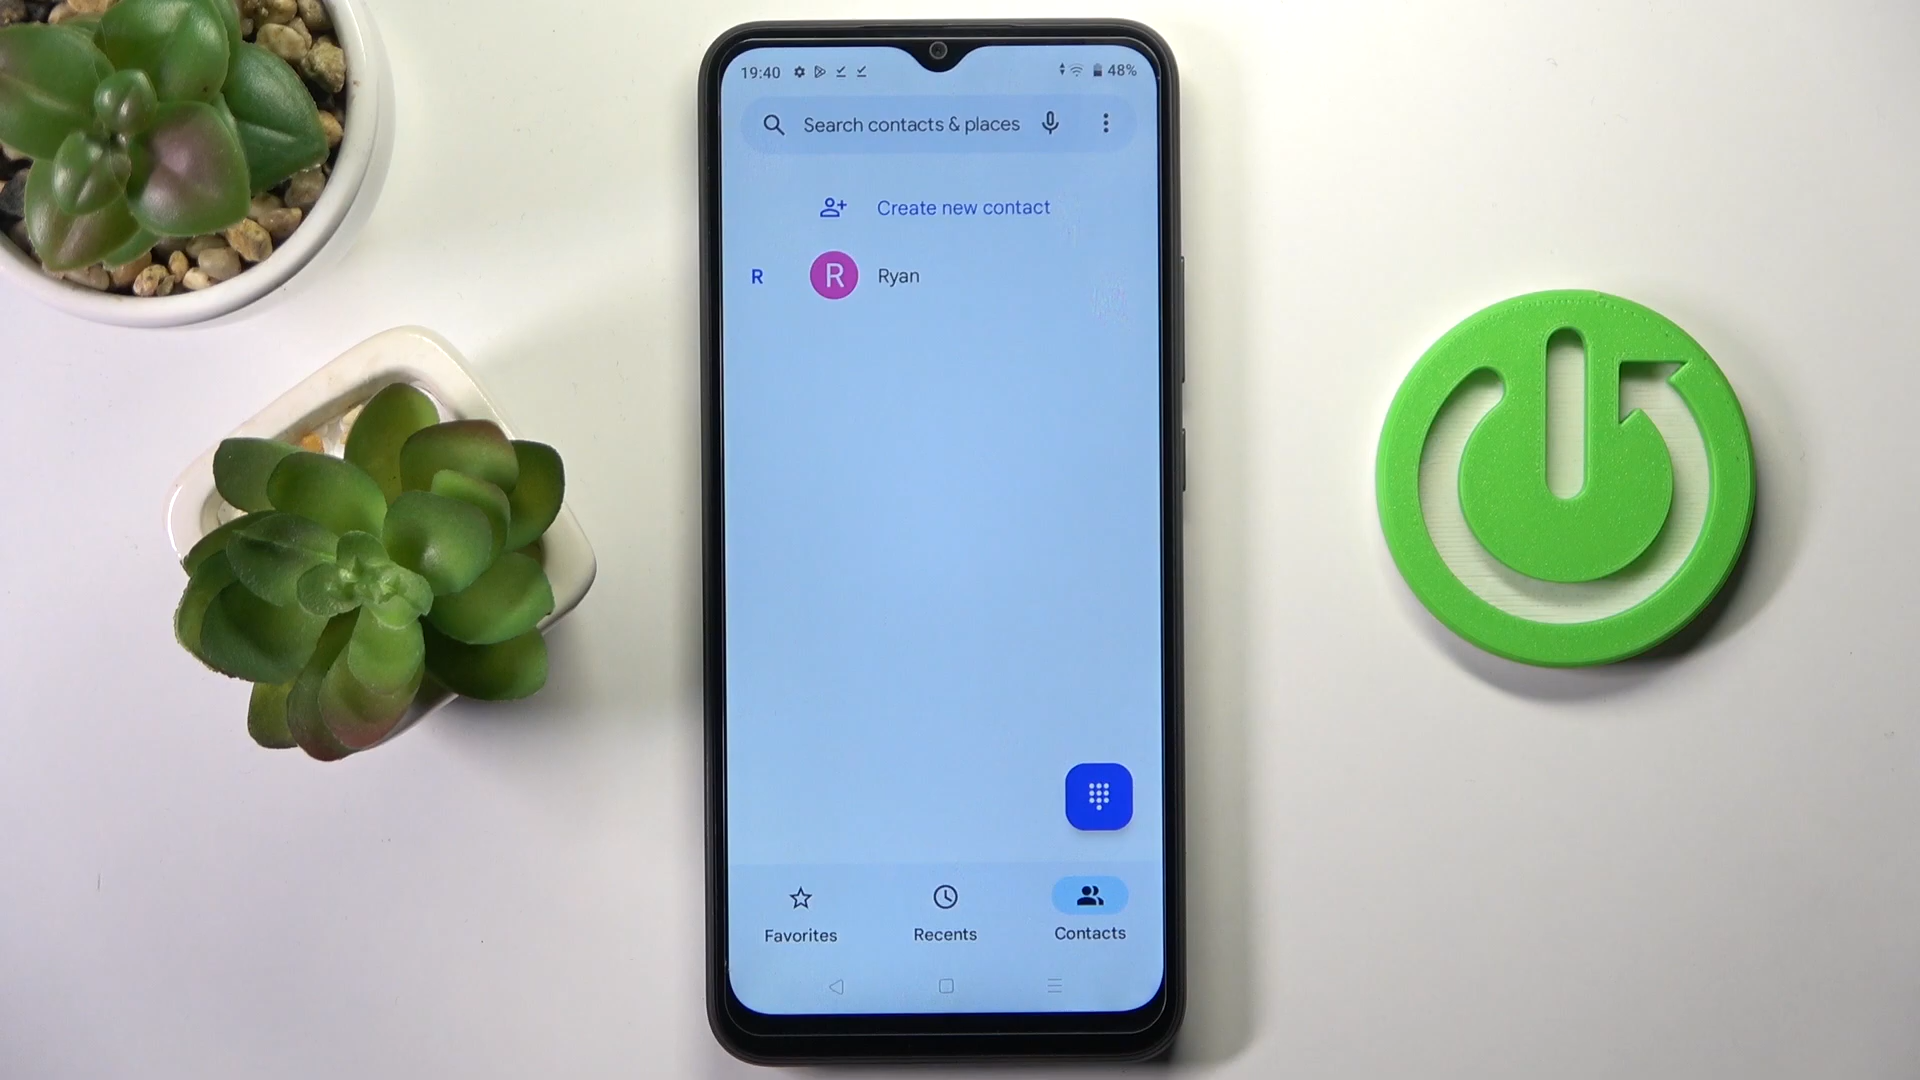 19:40 48%
Search contacts & places
Create new contact
R R Ryan
Favorites Recents Contacts